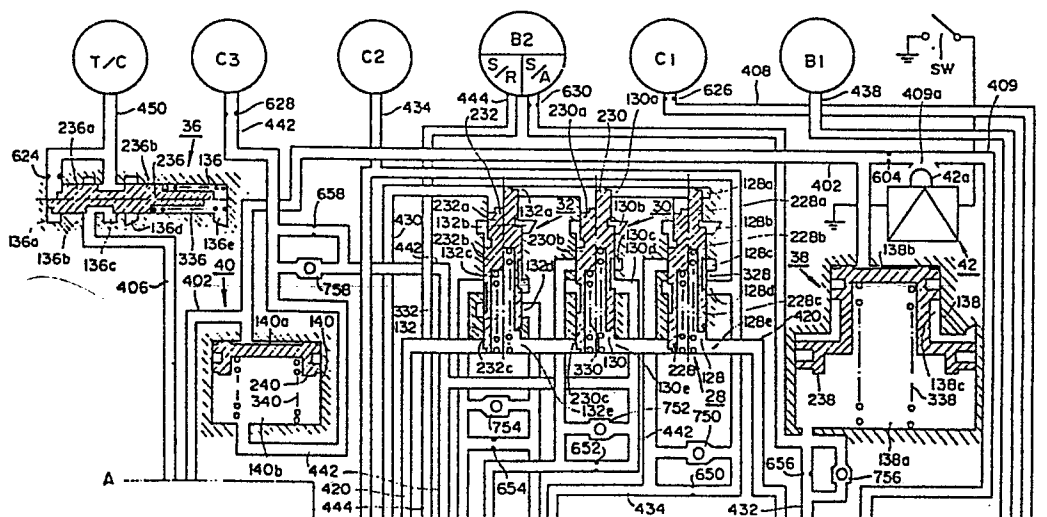 T/C C3 C2 B2 C1 B1
S/R S/A
SW
450 628 434 444 630 626 408 438 409
442 232 230a 230 130a 409a
236a 36 236b 236 136
624 402 604 42a
658 430 442
232a 132b 232b 132c 132a 32 230b 132d 130b 30 130c 130d
128a 228a 128b 228b 128c 328 128d 228c 420 128e
136a 136b 136c 136d 336 136e
406 402 40 758
38 138b 42 138
140a 140 332 132
240 340
232c 330 130 230c 132e 130e 228 128 28
238 338 138c
754 752 750 442
140b 442 420 444
654 652 650 434
656 432 138a 756
A